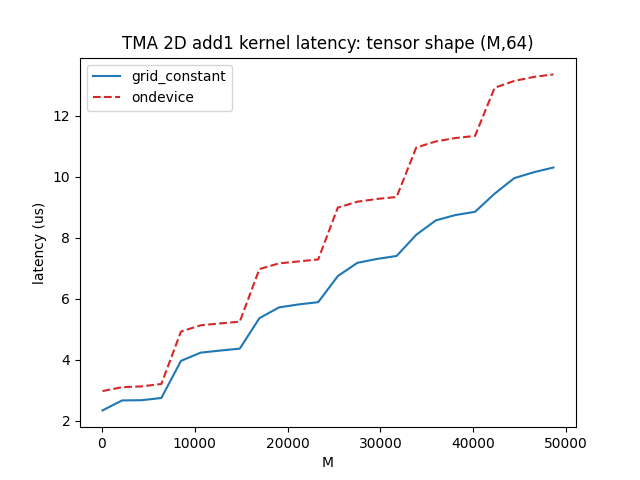 TMA 2D add1 kernel latency: tensor shape (M,64)
grid_constant
ondevice
latency (us)
12
10
8
6
4
2
0
10000
20000
30000
40000
50000
M